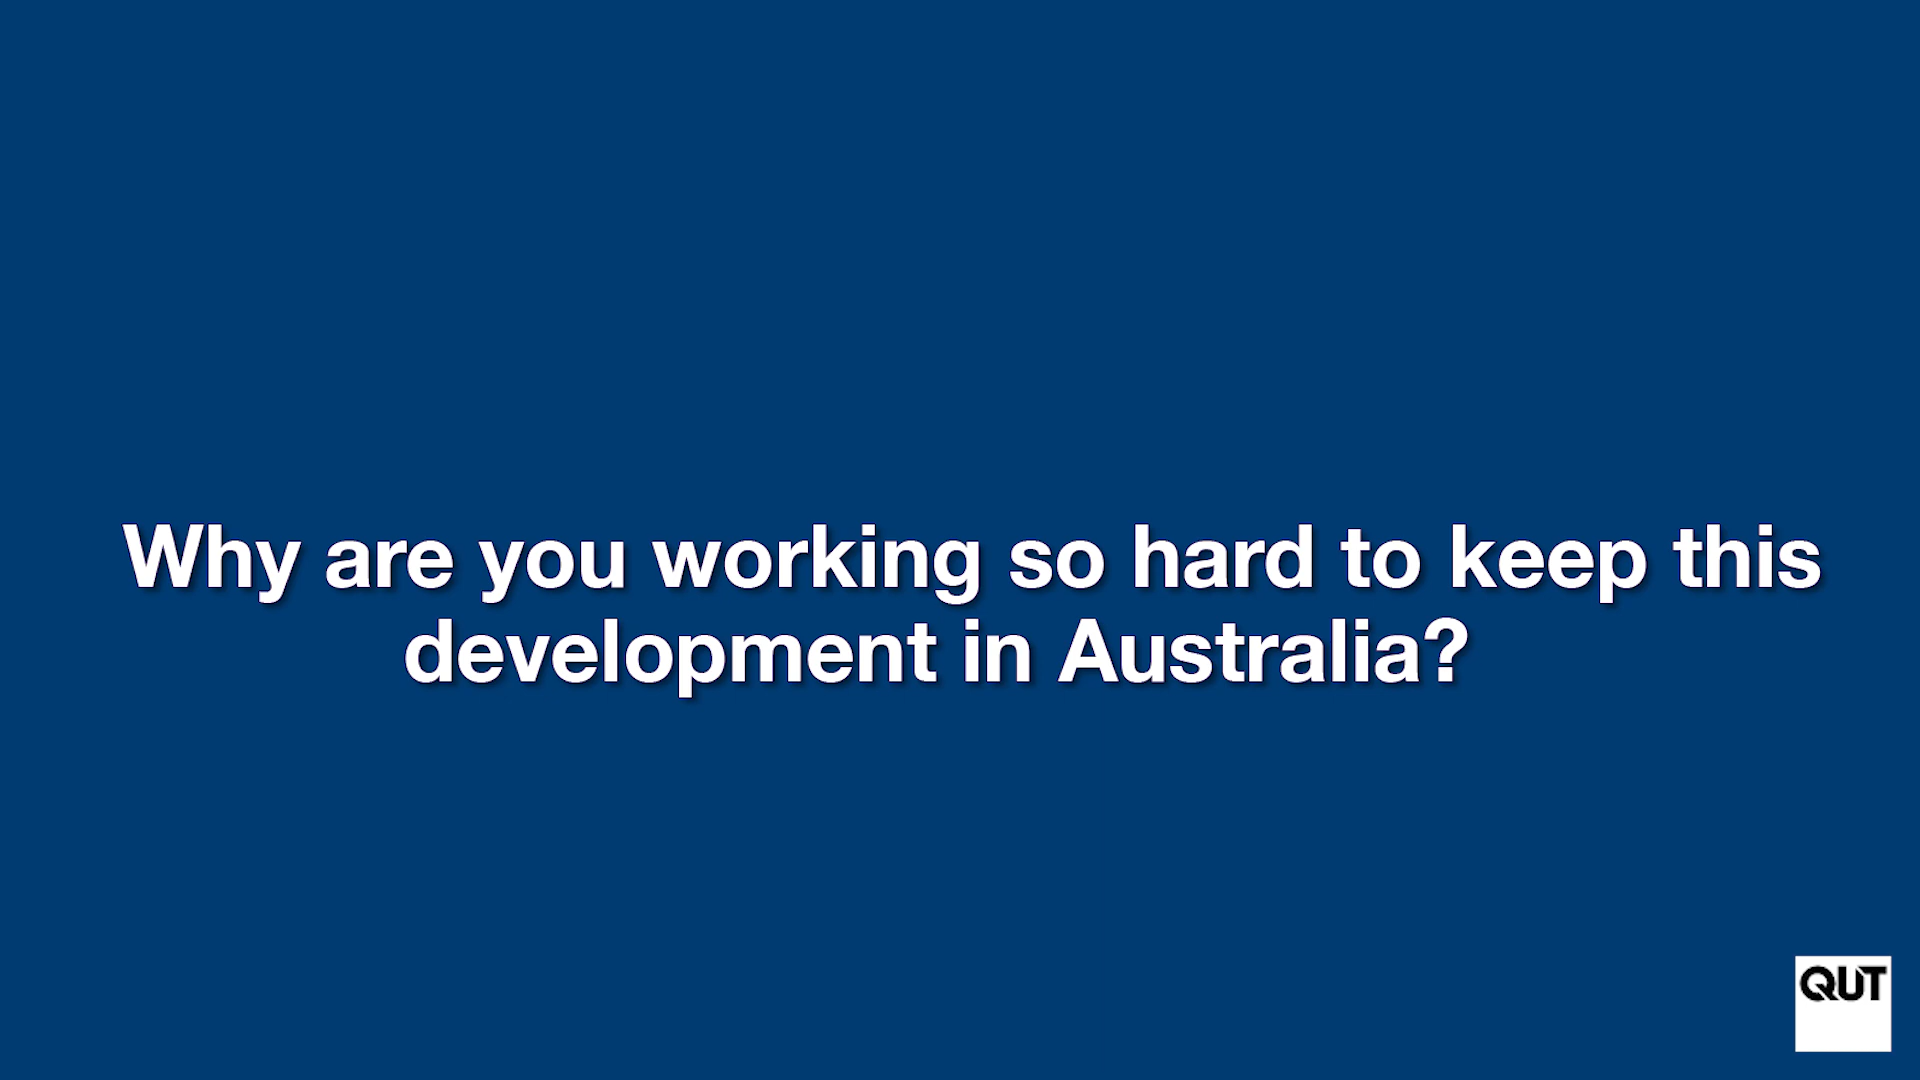 Why are you working so hard to keep this
development in Australia?
QUT